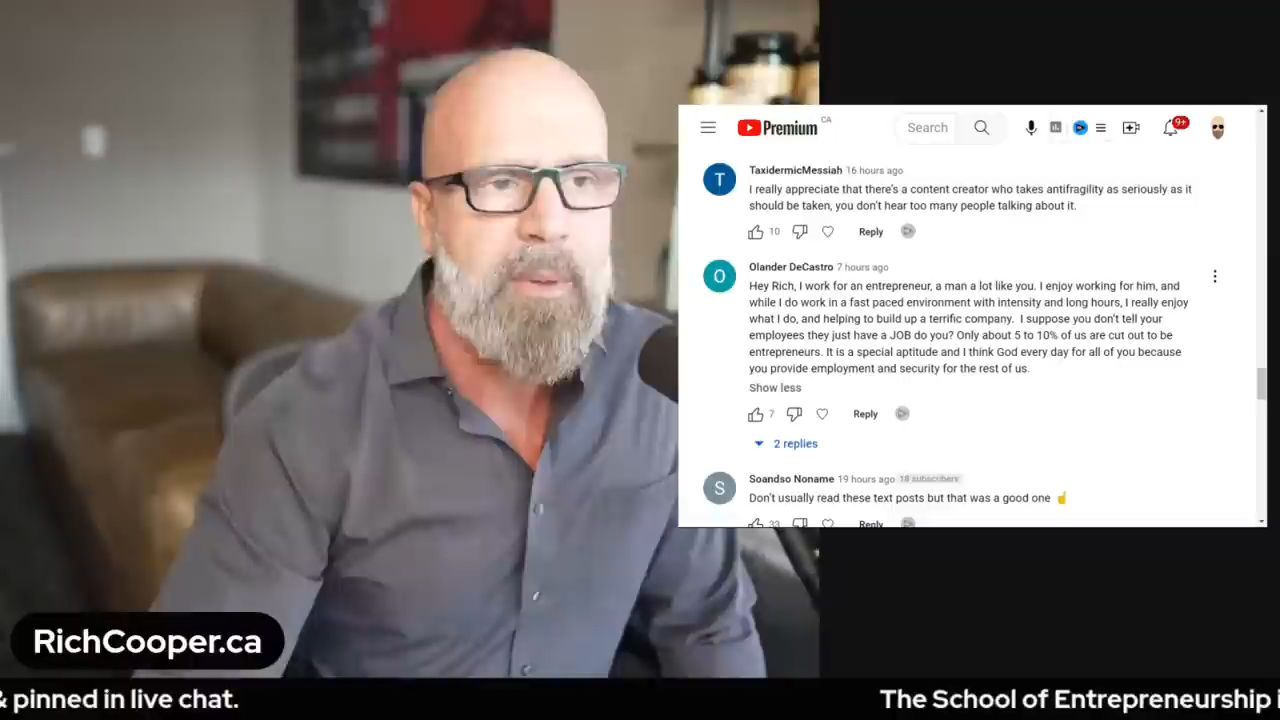 Premium CA
Search
9+
T
TaxidermicMessiah 16 hours ago
I really appreciate that there's a content creator who takes antifragility as seriously as it
should be taken, you don't hear too many people talking about it.
10 Reply
O
Olander DeCastro 7 hours ago
Hey Rich, I work for an entrepreneur, a man a lot like you. I enjoy working for him, and
while I do work in a fast paced environment with intensity and long hours, I really enjoy
what I do, and helping to build up a terrific company. I suppose you don't tell your
employees they just have a JOB do you? Only about 5 to 10% of us are cut out to be
entrepreneurs. It is a special aptitude and I think God every day for all of you because
you provide employment and security for the rest of us.
Show less
7 Reply
2 replies
S
Soandso Noname 19 hours ago 18 subscribers
Don't usually read these text posts but that was a good one ☝
33 Reply
RichCooper.ca
& pinned in live chat. The School of Entrepreneurship i